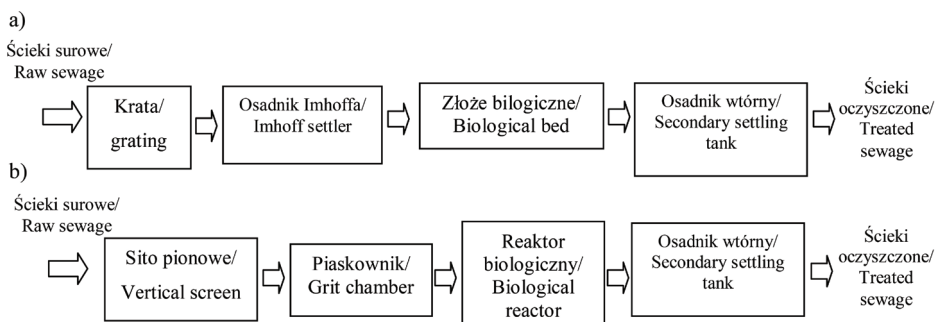 a)
Ścieki surowe/
Raw sewage
Krata/
grating
Osadnik Imhoffa/
Imhoff settler
Złoże bilogiczne/
Biological bed
Osadnik wtórny/
Secondary settling
tank
Ścieki
oczyszczone/
Treated
sewage
b)
Ścieki surowe/
Raw sewage
Sito pionowe/
Vertical screen
Piaskownik/
Grit chamber
Reaktor
biologiczny/
Biological
reactor
Osadnik wtórny/
Secondary settling
tank
Ścieki
oczyszczone/
Treated
sewage